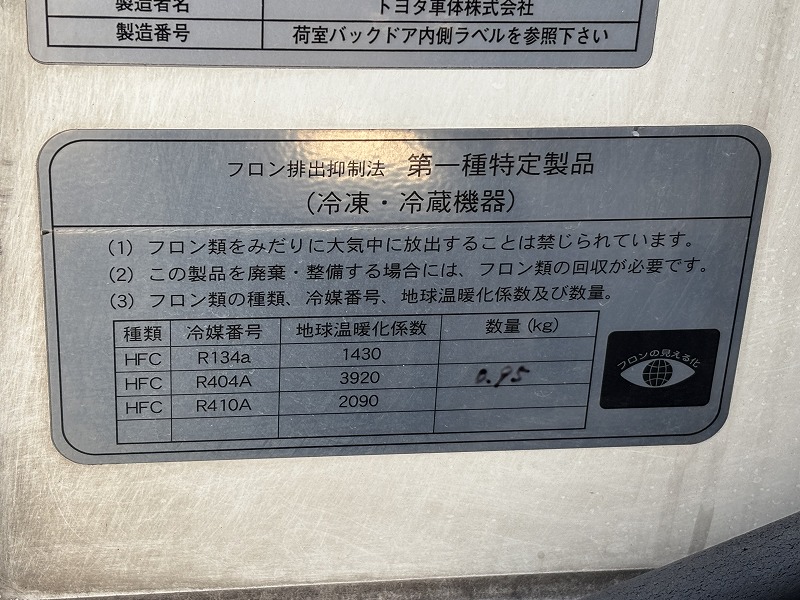 製造者名 トヨタ車体株式会社
製造番号 荷室バックドア内側ラベルを参照下さい
フロン排出抑制法 第一種特定製品
(冷凍・冷蔵機器)
(1) フロン類をみだりに大気中に放出することは禁じられています。
(2) この製品を廃棄・整備する場合には、フロン類の回収が必要です。
(3) フロン類の種類、冷媒番号、地球温暖化係数及び数量。
種類 冷媒番号 地球温暖化係数 数量 (kg)
HFC R134a 1430
HFC R404A 3920 0.95
HFC R410A 2090
フロンの見える化